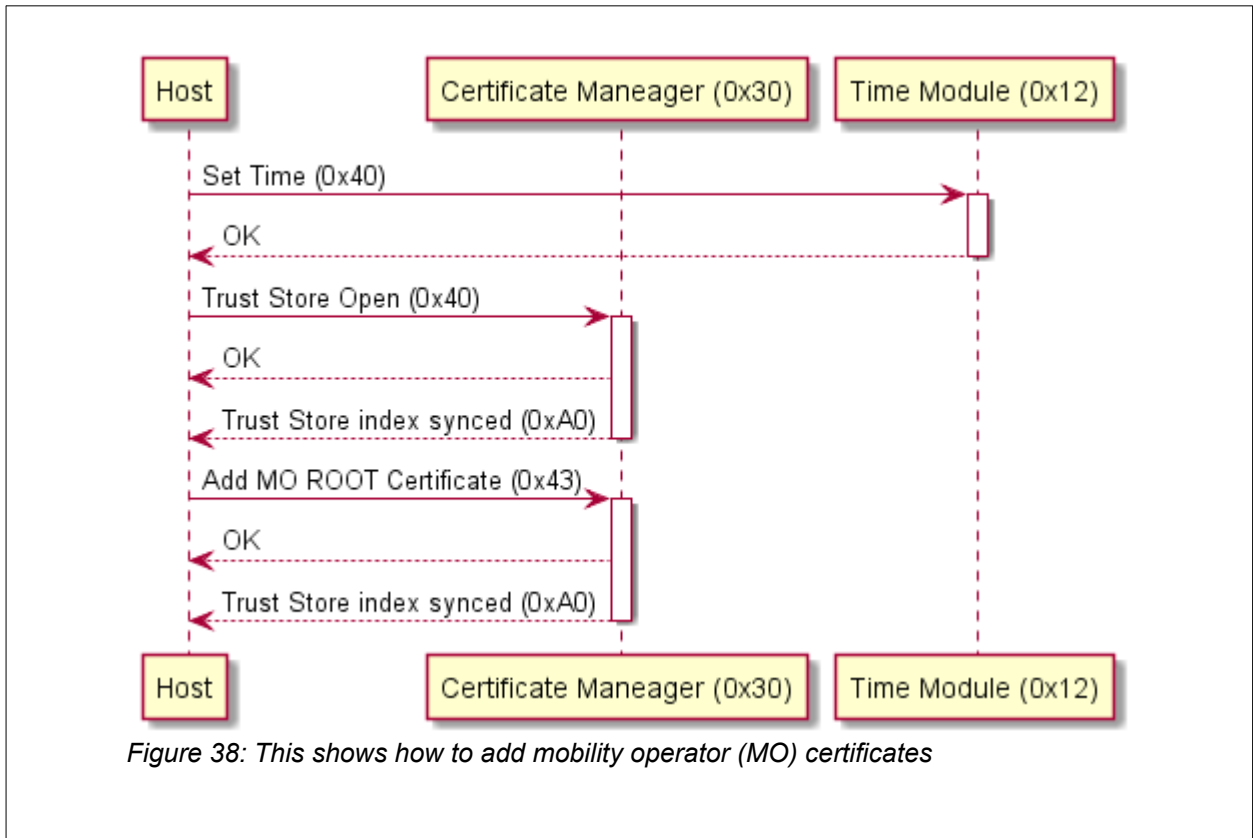 Host
Certificate Maneager (0x30)
Time Module (0x12)
Set Time (0x40)
OK
Trust Store Open (0x40)
OK
Trust Store index synced (0xA0)
Add MO ROOT Certificate (0x43)
OK
Trust Store index synced (0xA0)
Host
Certificate Maneager (0x30)
Time Module (0x12)
Figure 38: This shows how to add mobility operator (MO) certificates